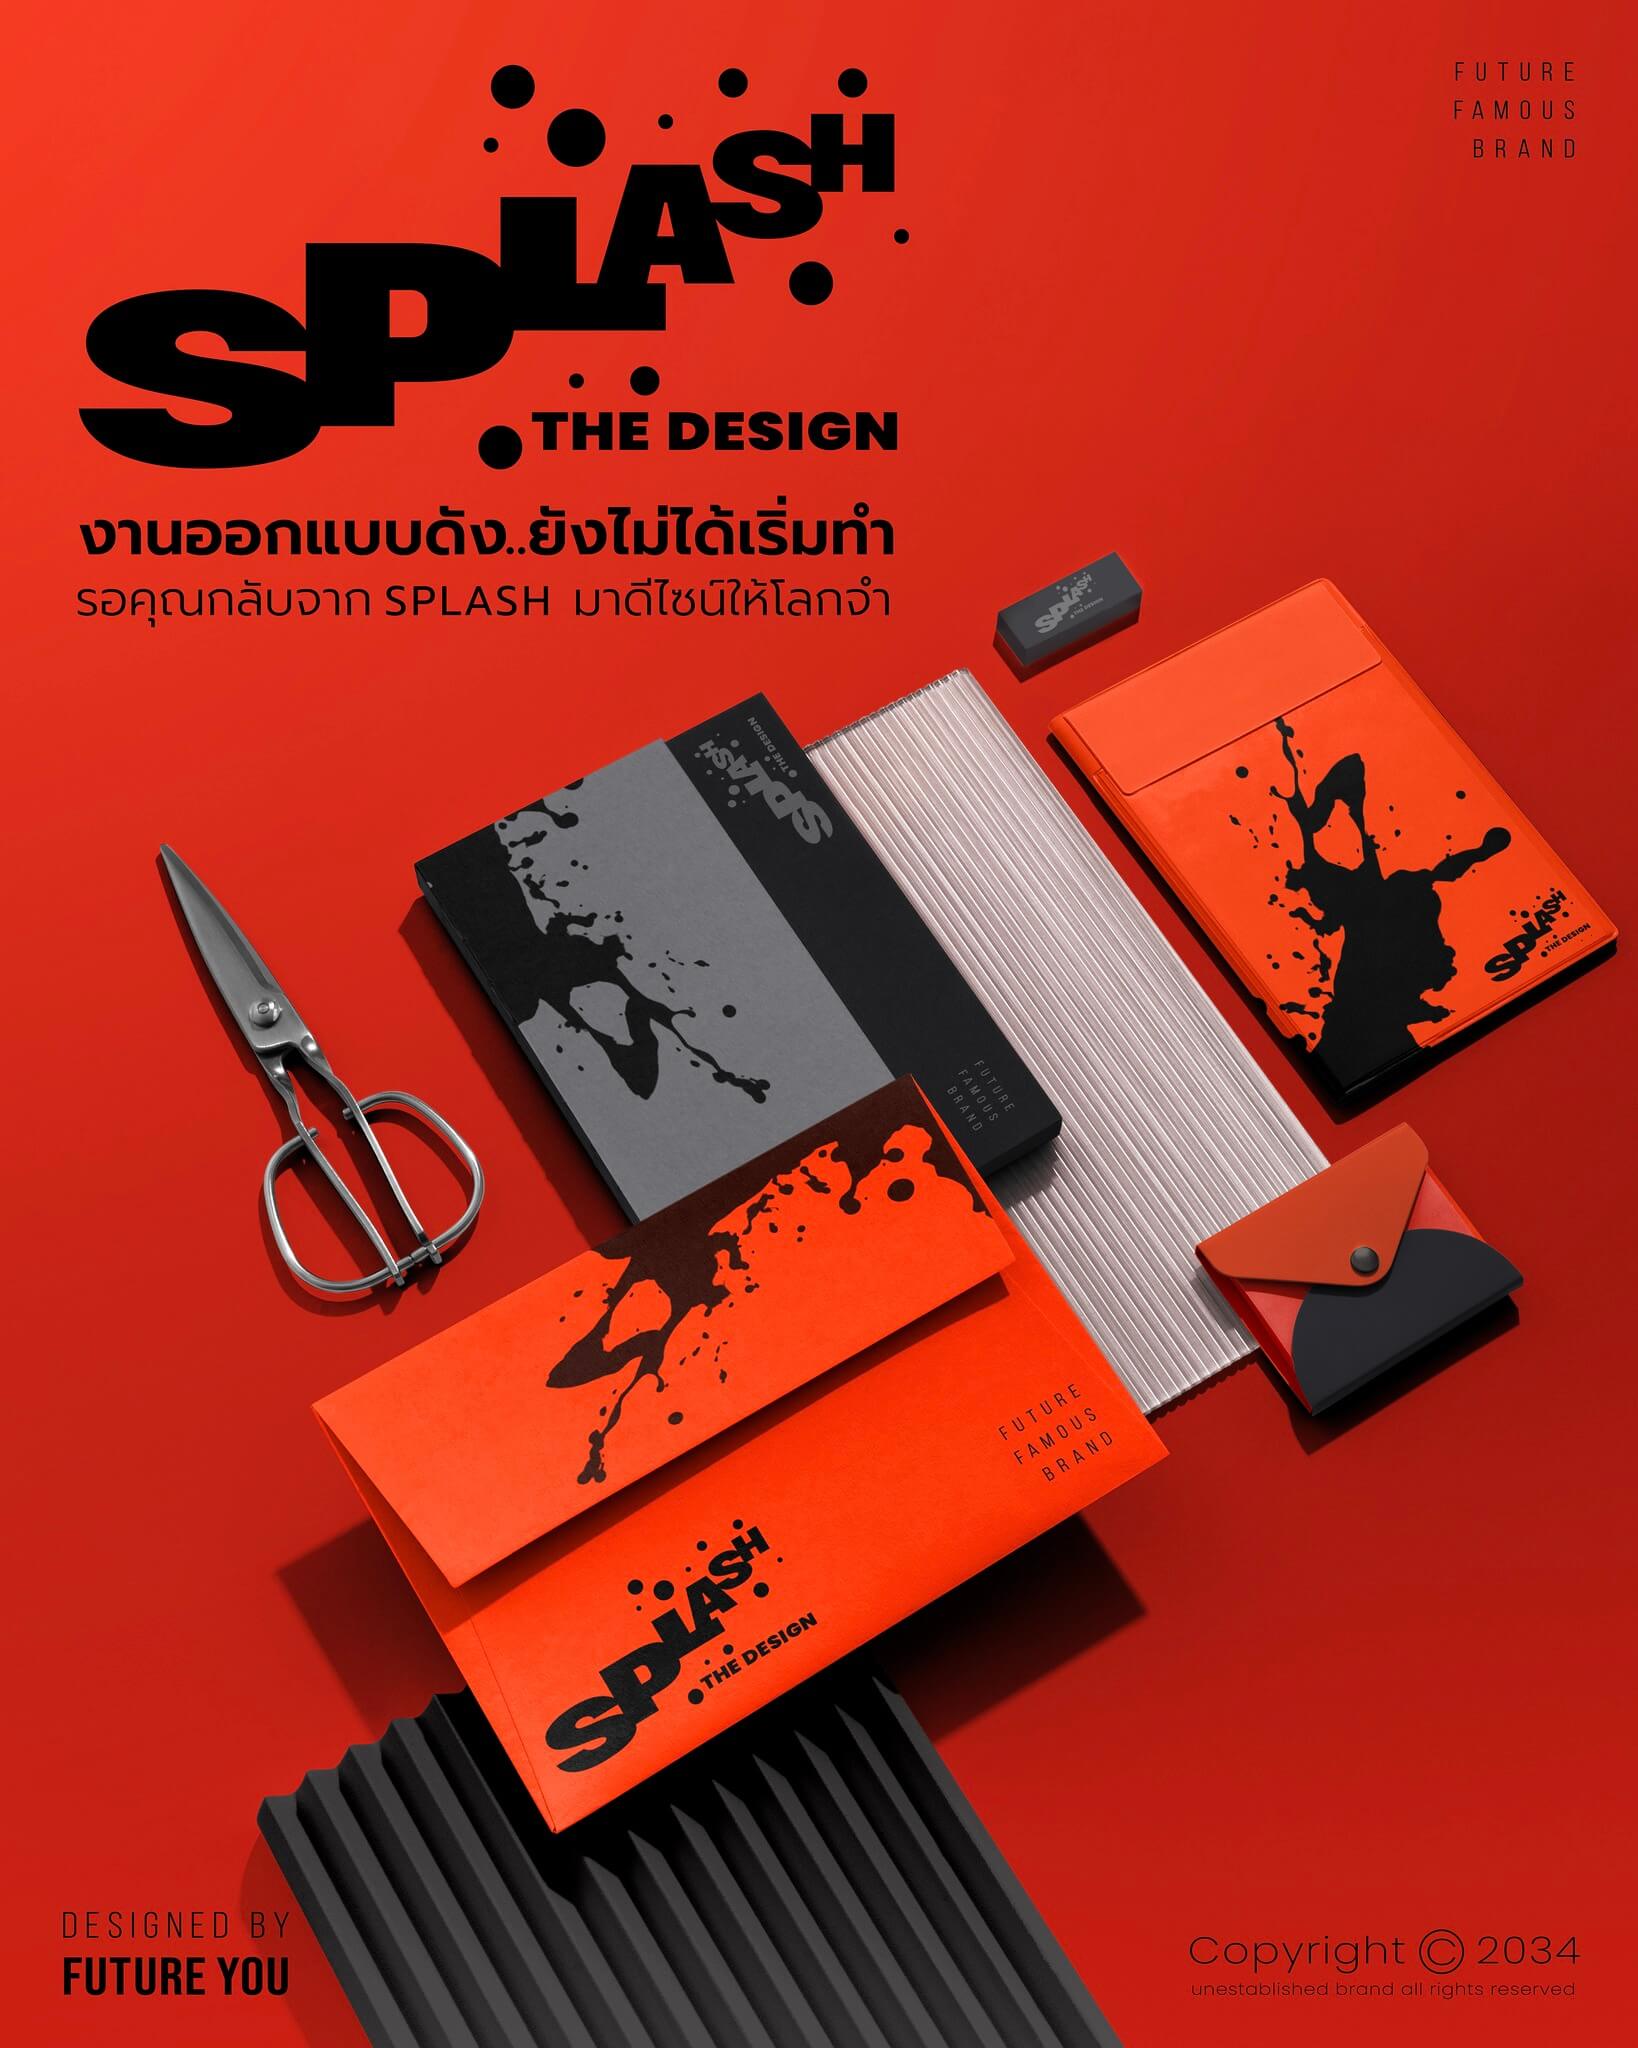 SPLASH
THE DESIGN
งานออกแบบดัง..ยังไม่ได้เริ่มทำ
รอคุณกลับจาก SPLASH มาดีไซน์ให้โลกจำ
FUTURE
FAMOUS
BRAND
SPLASH
THE DESIGN
SPLASH
THE DESIGN
FUTURE
FAMOUS
BRAND
SPLASH
THE DESIGN
FUTURE
FAMOUS
BRAND
SPLASH
THE DESIGN
DESIGNED BY
FUTURE YOU
Copyright © 2034
unestablished brand all rights reserved